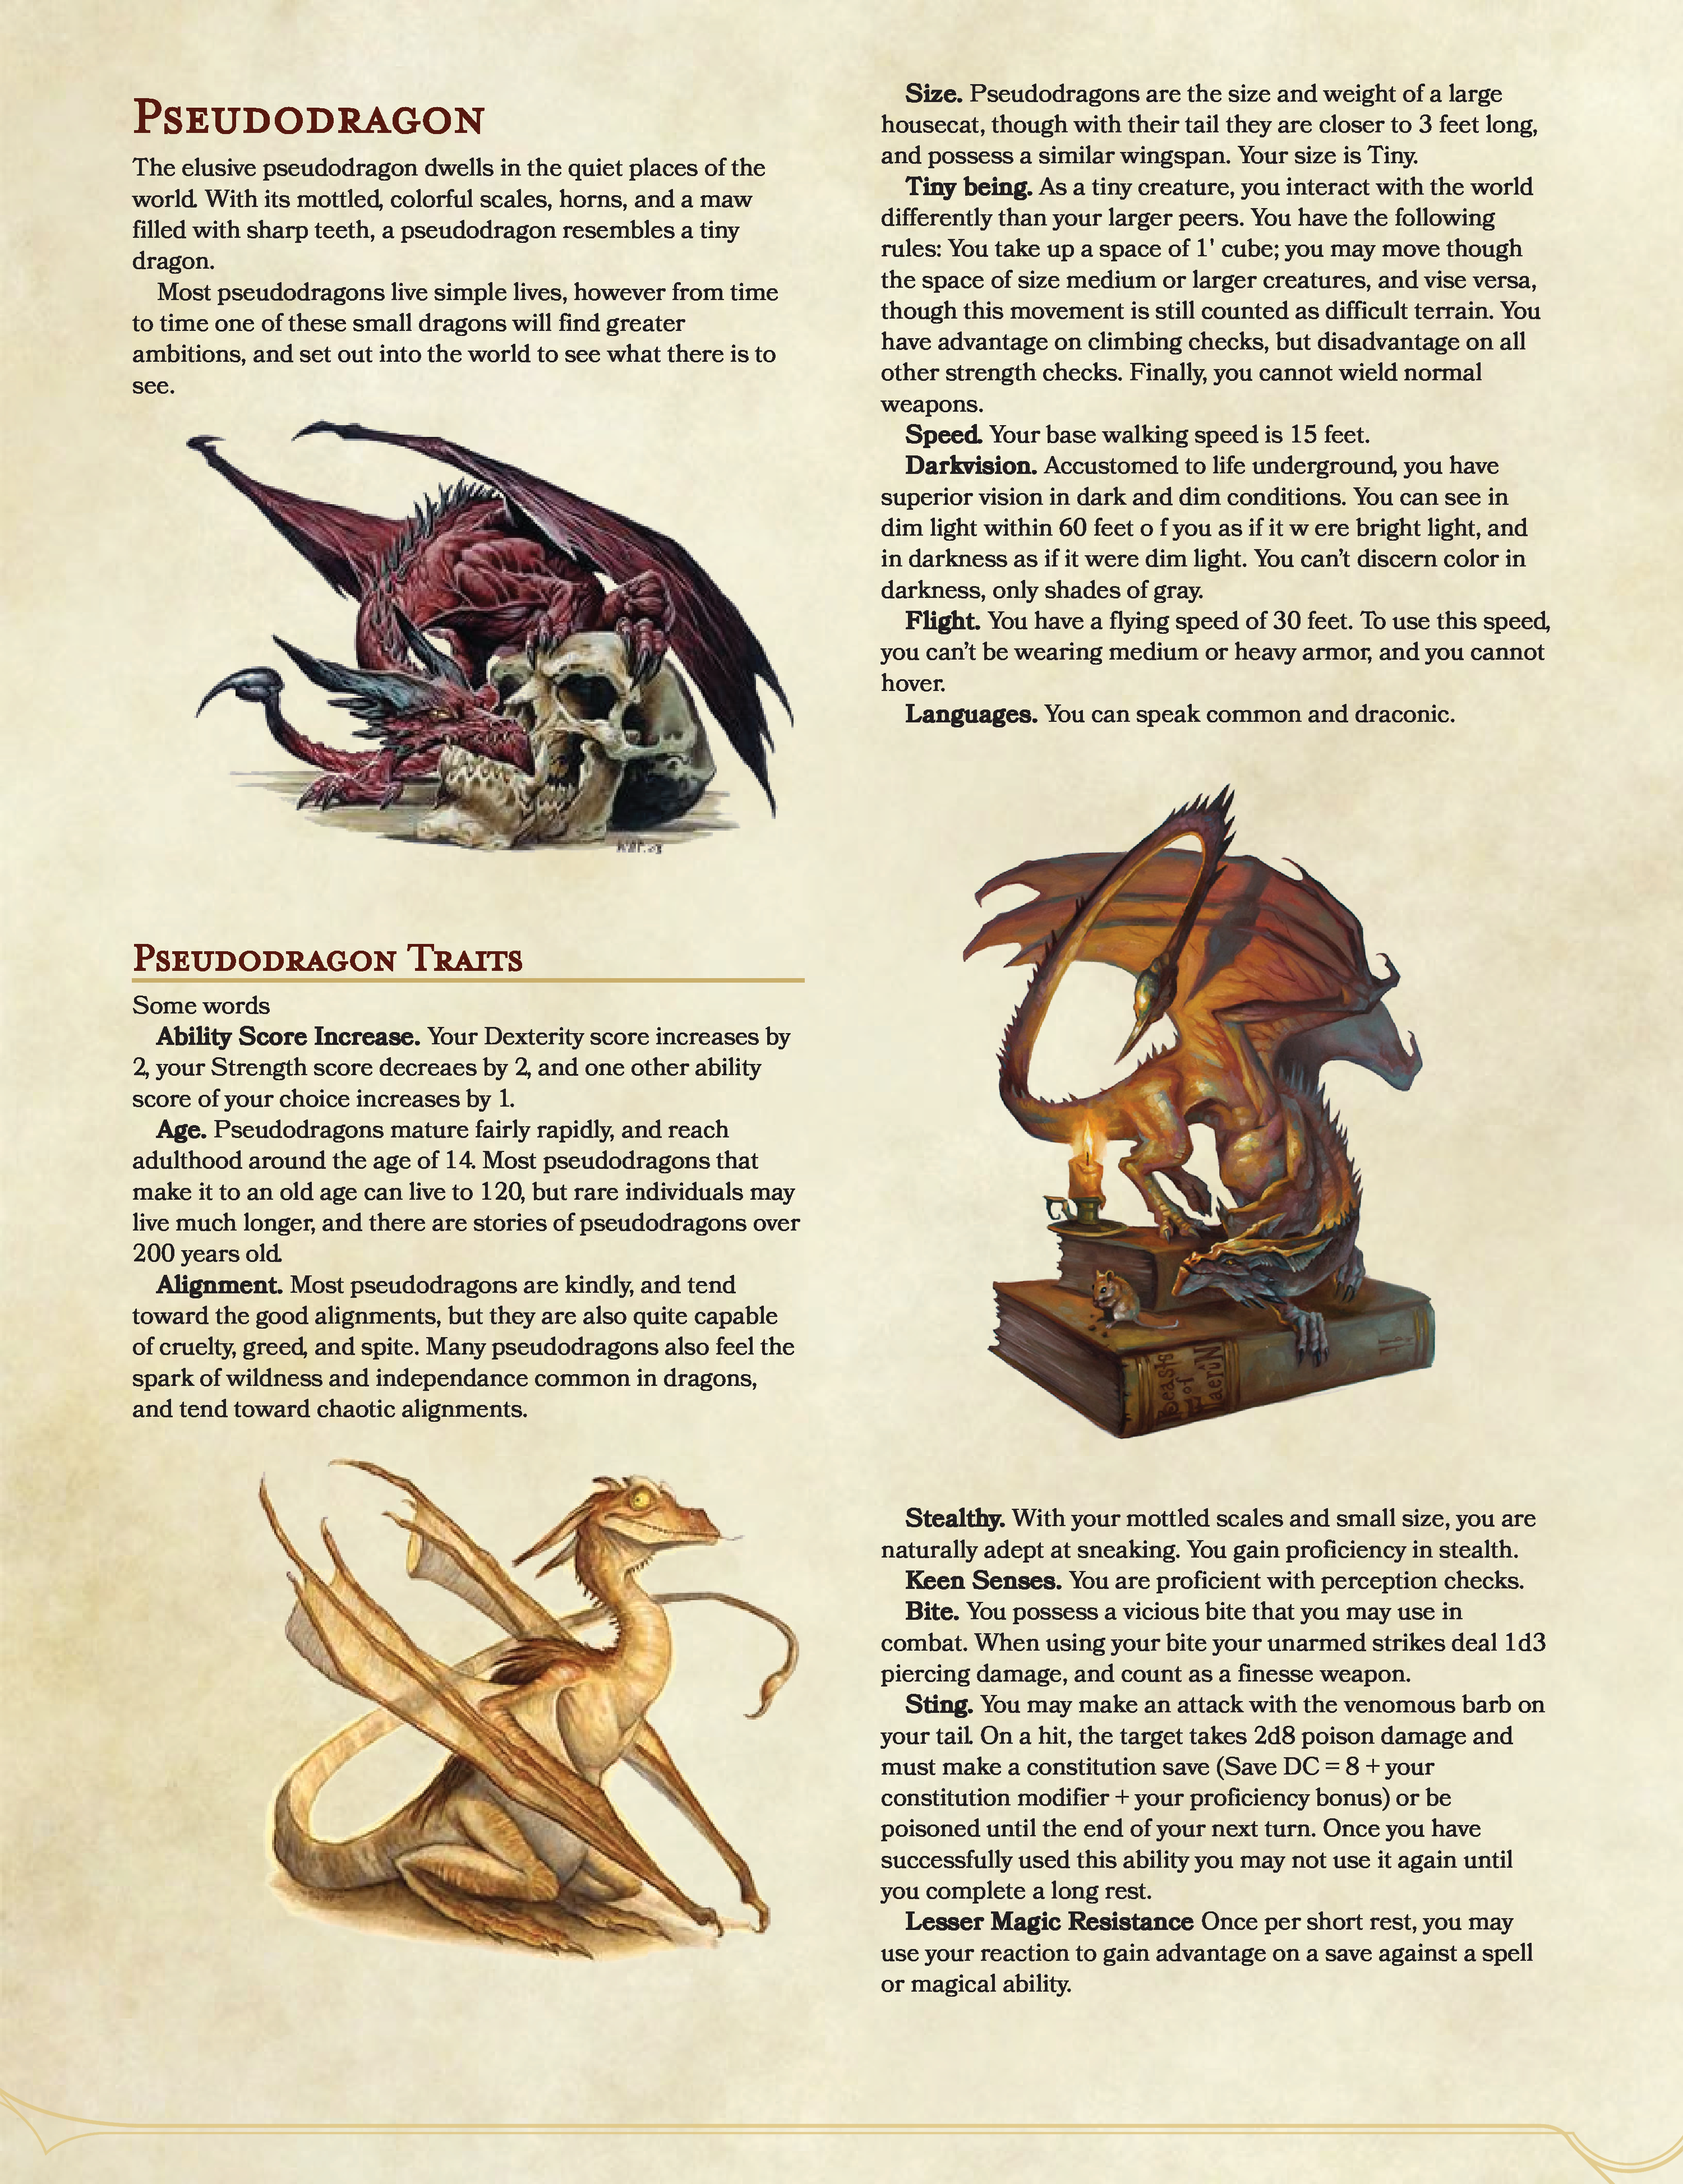 Pseudodragon
The elusive pseudodragon dwells in the quiet places of the
world. With its mottled, colorful scales, horns, and a maw
filled with sharp teeth, a pseudodragon resembles a tiny
dragon.
Most pseudodragons live simple lives, however from time
to time one of these small dragons will find greater
ambitions, and set out into the world to see what there is to
see.
Pseudodragon Traits
Some words
Ability Score Increase. Your Dexterity score increases by
2, your Strength score decreaes by 2, and one other ability
score of your choice increases by 1.
Age. Pseudodragons mature fairly rapidly, and reach
adulthood around the age of 14. Most pseudodragons that
make it to an old age can live to 120, but rare individuals may
live much longer, and there are stories of pseudodragons over
200 years old.
Alignment. Most pseudodragons are kindly, and tend
toward the good alignments, but they are also quite capable
of cruelty, greed, and spite. Many pseudodragons also feel the
spark of wildness and independance common in dragons,
and tend toward chaotic alignments.
Size. Pseudodragons are the size and weight of a large
housecat, though with their tail they are closer to 3 feet long,
and possess a similar wingspan. Your size is Tiny.
Tiny being. As a tiny creature, you interact with the world
differently than your larger peers. You have the following
rules: You take up a space of 1' cube; you may move though
the space of size medium or larger creatures, and vise versa,
though this movement is still counted as difficult terrain. You
have advantage on climbing checks, but disadvantage on all
other strength checks. Finally, you cannot wield normal
weapons.
Speed. Your base walking speed is 15 feet.
Darkvision. Accustomed to life underground, you have
superior vision in dark and dim conditions. You can see in
dim light within 60 feet o f you as if it w ere bright light, and
in darkness as if it were dim light. You can't discern color in
darkness, only shades of gray.
Flight. You have a flying speed of 30 feet. To use this speed,
you can't be wearing medium or heavy armor, and you cannot
hover.
Languages. You can speak common and draconic.
Beasts
of
Stealthy. With your mottled scales and small size, you are
naturally adept at sneaking. You gain proficiency in stealth.
Keen Senses. You are proficient with perception checks.
Bite. You possess a vicious bite that you may use in
combat. When using your bite your unarmed strikes deal 1d3
piercing damage, and count as a finesse weapon.
Sting. You may make an attack with the venomous barb on
your tail. On a hit, the target takes 2d8 poison damage and
must make a constitution save (Save DC = 8 + your
constitution modifier + your proficiency bonus) or be
poisoned until the end of your next turn. Once you have
successfully used this ability you may not use it again until
you complete a long rest.
Lesser Magic Resistance Once per short rest, you may
use your reaction to gain advantage on a save against a spell
or magical ability.